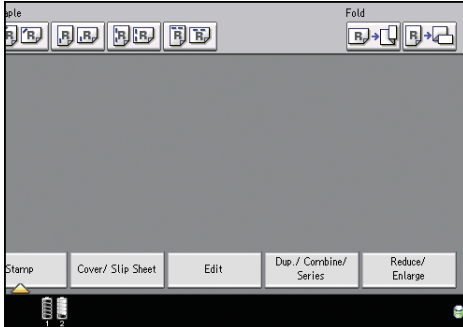 aple
Fold
R R R R R R R R
R R
Stamp
Cover/ Slip Sheet
Edit
Dup./ Combine/
Series
Reduce/
Enlarge
1 2